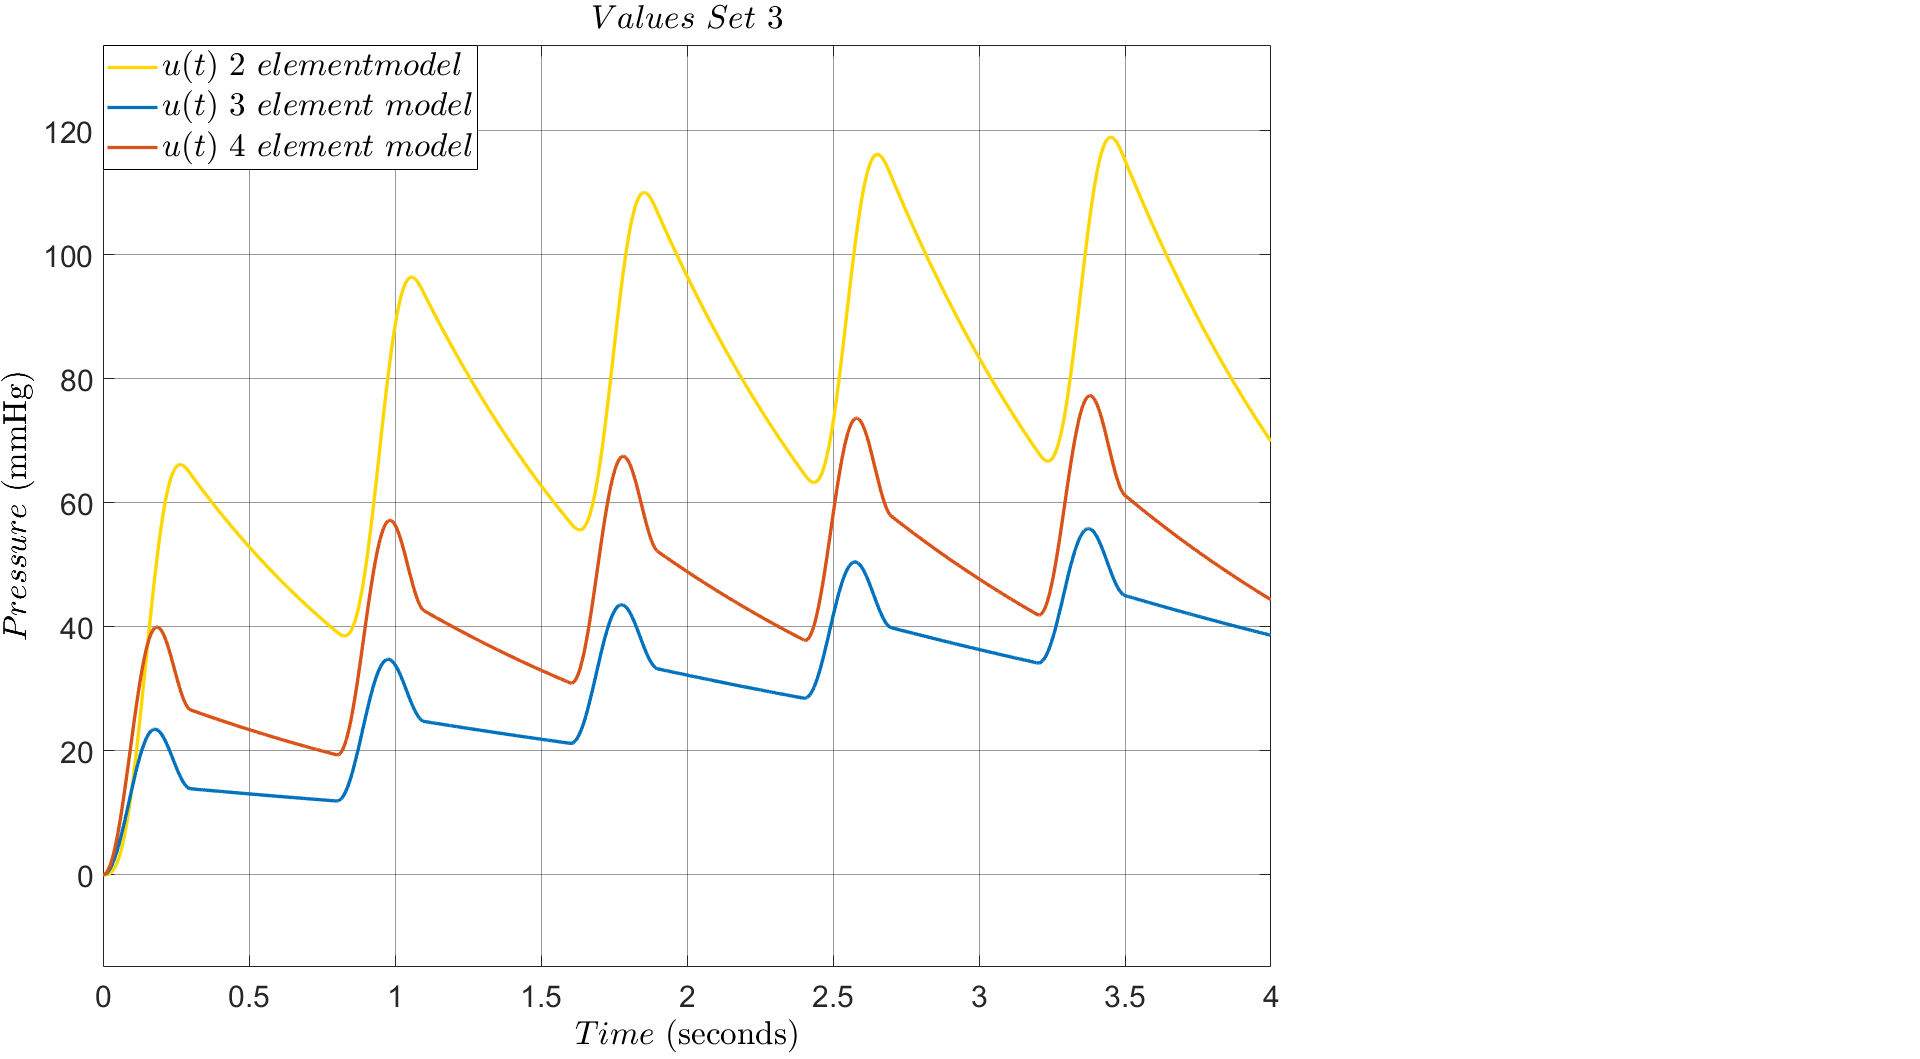 Values Set 3
u(t) 2 elementmodel
u(t) 3 element model
u(t) 4 element model
120
100
80
60
40
20
0
Pressure (mmHg)
0 0.5 1 1.5 2 2.5 3 3.5 4
Time (seconds)